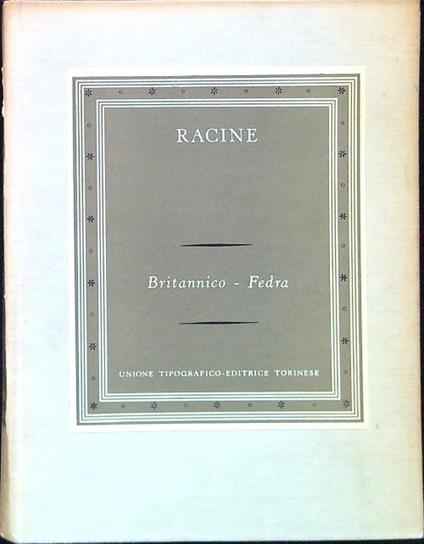 RACINE
Britannico - Fedra
UNIONE TIPOGRAFICO-EDITRICE TORINESE